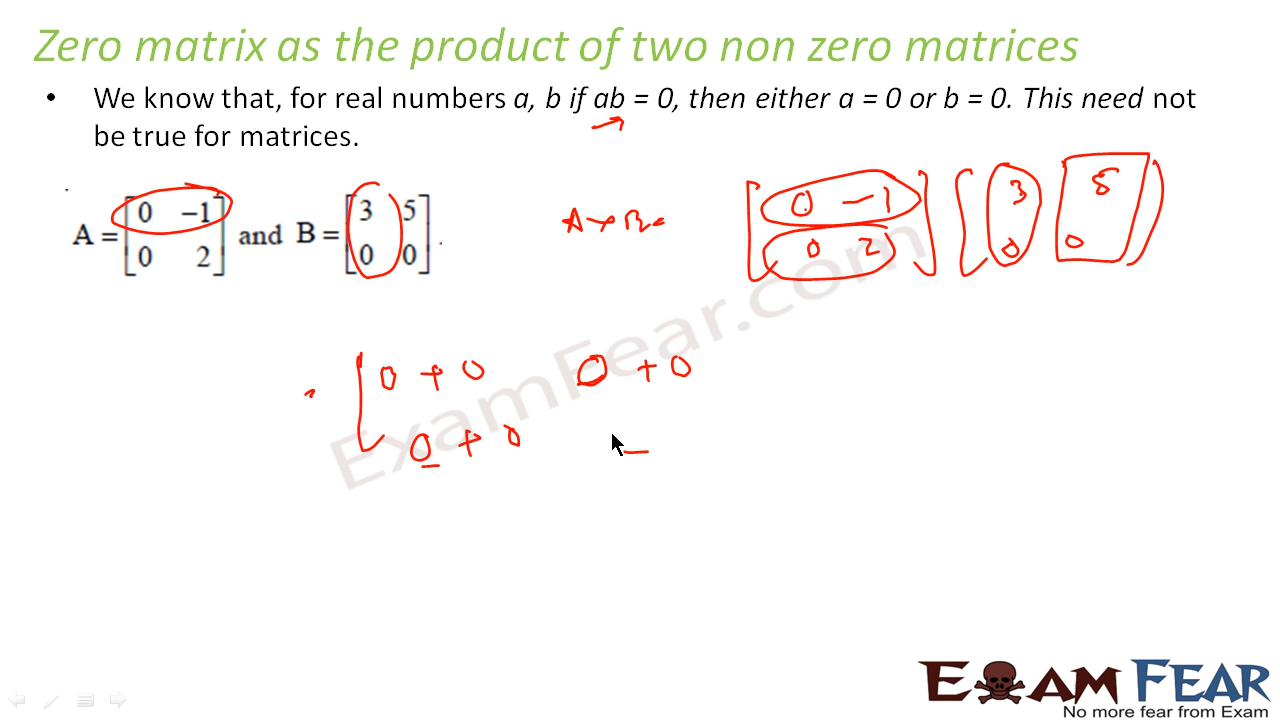 Zero matrix as the product of two non zero matrices
• We know that, for real numbers a, b if ab = 0, then either a = 0 or b = 0. This need not
be true for matrices.
A = [0 −1] and B = [3 5] .
[0 2] [0 0]
A × B =
[0 −1] [3 5]
[0 2] [0 0]
= [0 + 0 0 + 0
0 + 0
ExamFear.com
EXAM FEAR
No more fear from Exam